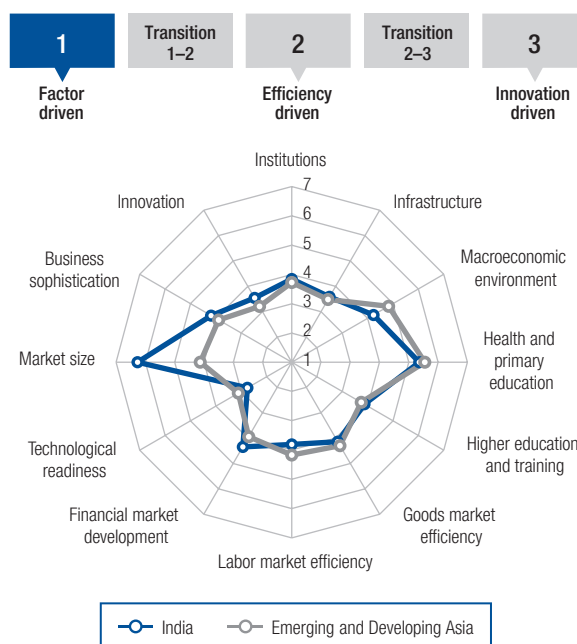 1
Transition
1–2
2
Transition
2–3
3
Factor
driven
Efficiency
driven
Innovation
driven
Institutions
Infrastructure
Macroeconomic
environment
Health and
primary
education
Higher education
and training
Goods market
efficiency
Labor market efficiency
Financial market
development
Technological
readiness
Market size
Business
sophistication
Innovation
7
6
5
4
3
2
1
India
Emerging and Developing Asia